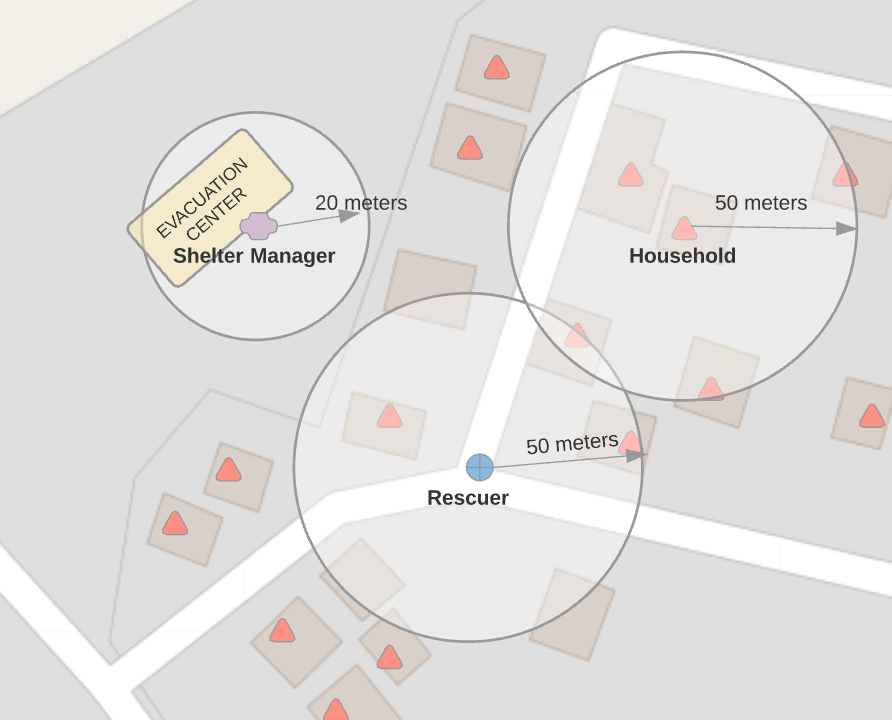 EVACUATION
CENTER
20 meters
Shelter Manager
50 meters
Household
50 meters
Rescuer